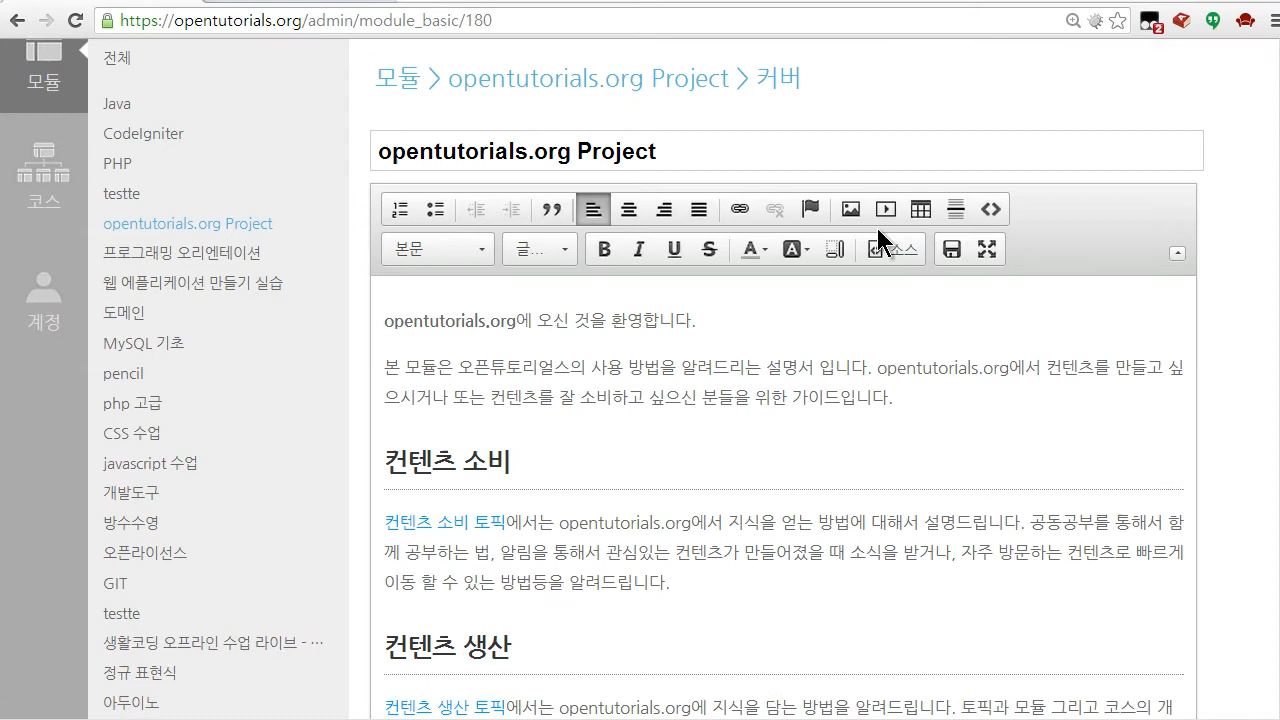 https://opentutorials.org/admin/module_basic/180
2
모듈
코스
계정
전체
Java
CodeIgniter
PHP
testte
opentutorials.org Project
프로그래밍 오리엔테이션
웹 애플리케이션 만들기 실습
도메인
MySQL 기초
pencil
php 고급
CSS 수업
javascript 수업
개발도구
방수수영
오픈라이선스
GIT
testte
생활코딩 오프라인 수업 라이브 - …
정규 표현식
아두이노
모듈 > opentutorials.org Project > 커버
opentutorials.org Project
본문 글... B I U S A A 소스
opentutorials.org에 오신 것을 환영합니다.
본 모듈은 오픈튜토리얼스의 사용 방법을 알려드리는 설명서 입니다. opentutorials.org에서 컨텐츠를 만들고 싶
으시거나 또는 컨텐츠를 잘 소비하고 싶으신 분들을 위한 가이드입니다.
컨텐츠 소비
컨텐츠 소비 토픽에서는 opentutorials.org에서 지식을 얻는 방법에 대해서 설명드립니다. 공동공부를 통해서 함
께 공부하는 법, 알림을 통해서 관심있는 컨텐츠가 만들어졌을 때 소식을 받거나, 자주 방문하는 컨텐츠로 빠르게
이동 할 수 있는 방법등을 알려드립니다.
컨텐츠 생산
컨텐츠 생산 토픽에서는 opentutorials.org에 지식을 담는 방법을 알려드립니다. 토픽과 모듈 그리고 코스의 개